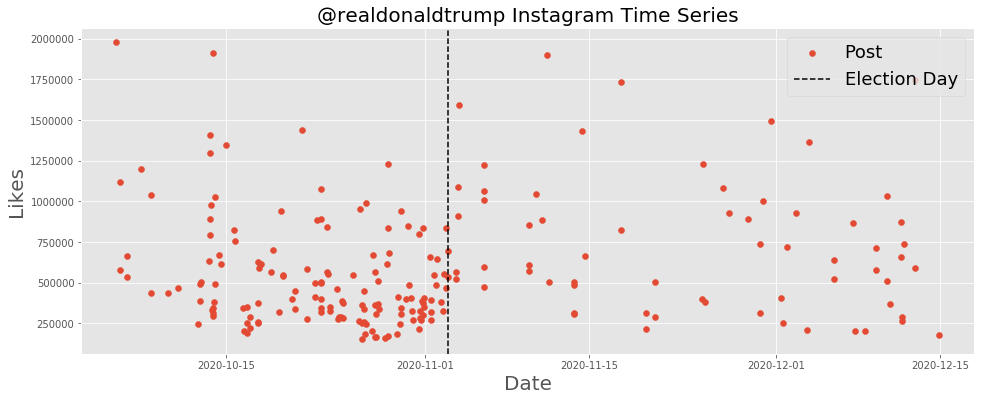 @realdonaldtrump Instagram Time Series
Likes
2000000
1750000
1500000
1250000
1000000
750000
500000
250000
Post
Election Day
2020-10-15
2020-11-01
2020-11-15
2020-12-01
2020-12-15
Date